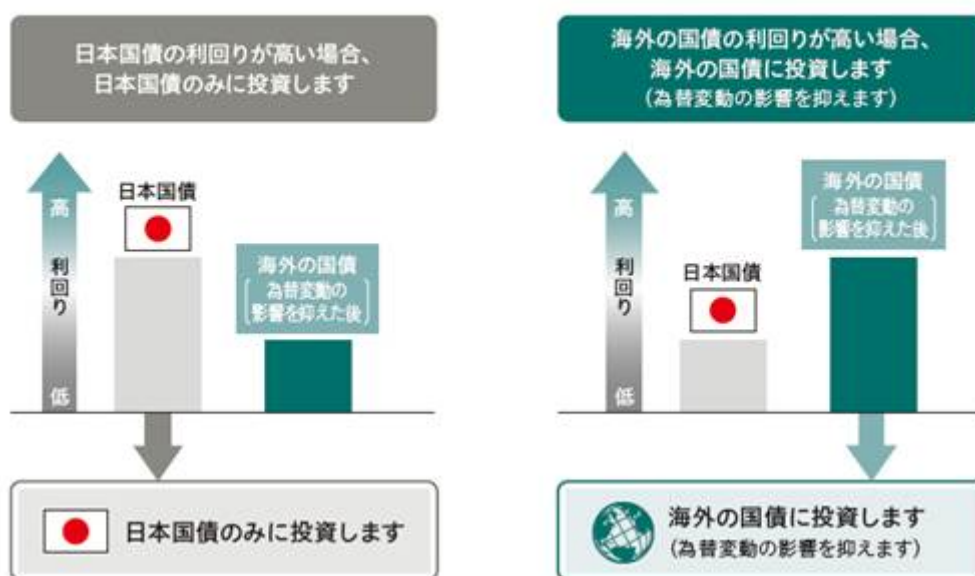 日本国債の利回りが高い場合、
日本国債のみに投資します
高
利回り
低
日本国債
海外の国債
為替変動の
影響を抑えた後
日本国債のみに投資します
海外の国債の利回りが高い場合、
海外の国債に投資します
(為替変動の影響を抑えます)
高
利回り
低
日本国債
海外の国債
為替変動の
影響を抑えた後
海外の国債に投資します
(為替変動の影響を抑えます)